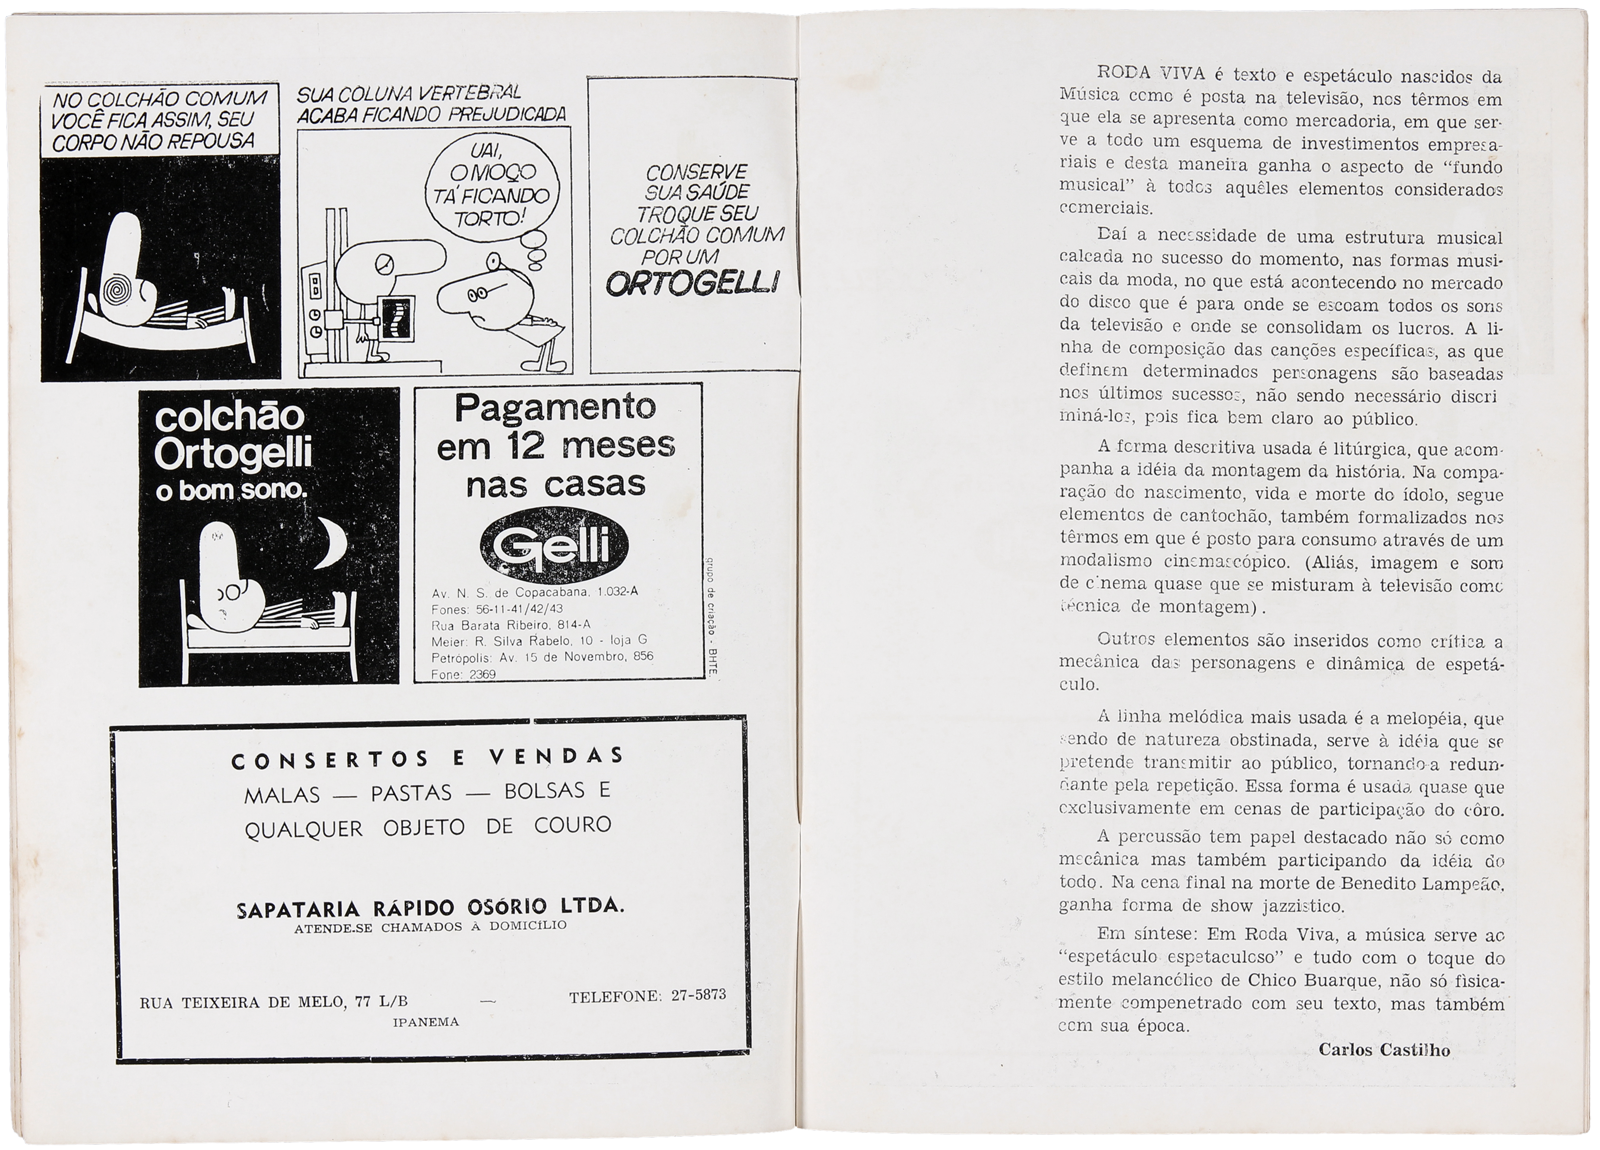 NO COLCHÃO COMUM
VOCÊ FICA ASSIM, SEU
CORPO NÃO REPOUSA
SUA COLUNA VERTEBRAL
ACABA FICANDO PREJUDICADA
UAI,
O MOÇO
TÁ FICANDO
TORTO!
CONSERVE
SUA SAÚDE
TROQUE SEU
COLCHÃO COMUM
POR UM
ORTOGELLI
colchão
Ortogelli
o bom sono.
Pagamento
em 12 meses
nas casas
Gelli
Av. N. S. de Copacabana, 1.032-A
Fones: 56-11-41/42/43
Rua Barata Ribeiro, 814-A
Meier: R. Silva Rabelo, 10 - loja G
Petrópolis: Av. 15 de Novembro, 856
Fone: 2369
grupo de criação - BHTE.
CONSERTOS E VENDAS
MALAS — PASTAS — BOLSAS E
QUALQUER OBJETO DE COURO
SAPATARIA RÁPIDO OSÓRIO LTDA.
ATENDE-SE CHAMADOS À DOMICÍLIO
RUA TEIXEIRA DE MELO, 77 L/B — TELEFONE: 27-5873
IPANEMA
RODA VIVA é texto e espetáculo nascidos da
Música como é posta na televisão, nos têrmos em
que ela se apresenta como mercadoria, em que ser-
ve a todo um esquema de investimentos empresa-
riais e desta maneira ganha o aspecto de "fundo
musical" à todos aquêles elementos considerados
comerciais.
Daí a necessidade de uma estrutura musical
calcada no sucesso do momento, nas formas musi-
cais da moda, no que está acontecendo no mercado
do disco que é para onde se escoam todos os sons
da televisão e onde se consolidam os lucros. A li-
nha de composição das canções específicas, as que
definem determinados personagens são baseadas
nos últimos sucessos, não sendo necessário discri
miná-los, pois fica bem claro ao público.
A forma descritiva usada é litúrgica, que acom-
panha a idéia da montagem da história. Na compa-
ração do nascimento, vida e morte do ídolo, segue
elementos de cantochão, também formalizados nos
têrmos em que é posto para consumo através de um
modalismo cinemascópico. (Aliás, imagem e som
de cinema quase que se misturam à televisão como
técnica de montagem).
Outros elementos são inseridos como crítica a
mecânica das personagens e dinâmica de espetá-
culo.
A linha melódica mais usada é a melopéia, que
sendo de natureza obstinada, serve à idéia que se
pretende transmitir ao público, tornando-a redun-
dante pela repetição. Essa forma é usada quase que
exclusivamente em cenas de participação do côro.
A percussão tem papel destacado não só como
mecânica mas também participando da idéia do
todo. Na cena final na morte de Benedito Lampeão,
ganha forma de show jazzístico.
Em síntese: Em Roda Viva, a música serve ao
"espetáculo espetaculoso" e tudo com o toque do
estilo melancólico de Chico Buarque, não só fìsica-
mente compenetrado com seu texto, mas também
com sua época.
Carlos Castilho